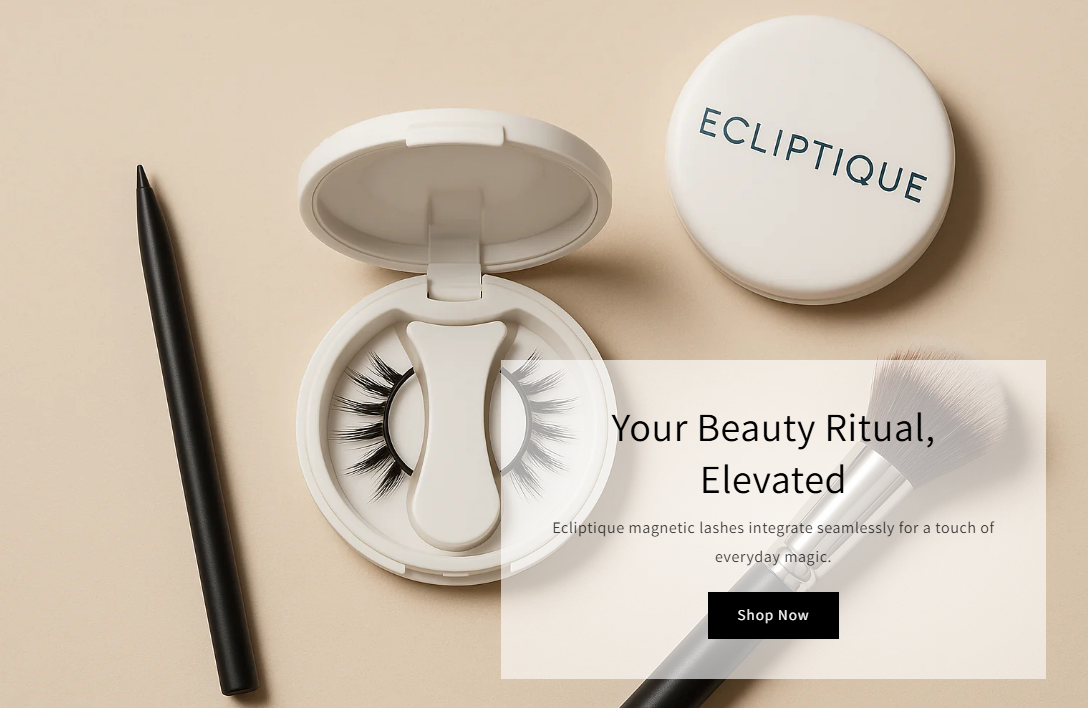 ECLIPTIQUE
Your Beauty Ritual,
Elevated
Ecliptique magnetic lashes integrate seamlessly for a touch of
everyday magic.
Shop Now